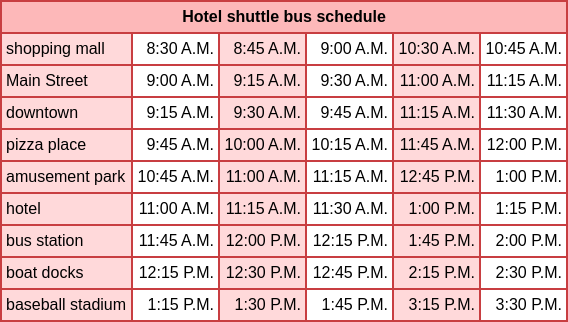 Hotel shuttle bus schedule
shopping mall 8:30 A.M. 8:45 A.M. 9:00 A.M. 10:30 A.M. 10:45 A.M.
Main Street 9:00 A.M. 9:15 A.M. 9:30 A.M. 11:00 A.M. 11:15 A.M.
downtown 9:15 A.M. 9:30 A.M. 9:45 A.M. 11:15 A.M. 11:30 A.M.
pizza place 9:45 A.M. 10:00 A.M. 10:15 A.M. 11:45 A.M. 12:00 P.M.
amusement park 10:45 A.M. 11:00 A.M. 11:15 A.M. 12:45 P.M. 1:00 P.M.
hotel 11:00 A.M. 11:15 A.M. 11:30 A.M. 1:00 P.M. 1:15 P.M.
bus station 11:45 A.M. 12:00 P.M. 12:15 P.M. 1:45 P.M. 2:00 P.M.
boat docks 12:15 P.M. 12:30 P.M. 12:45 P.M. 2:15 P.M. 2:30 P.M.
baseball stadium 1:15 P.M. 1:30 P.M. 1:45 P.M. 3:15 P.M. 3:30 P.M.